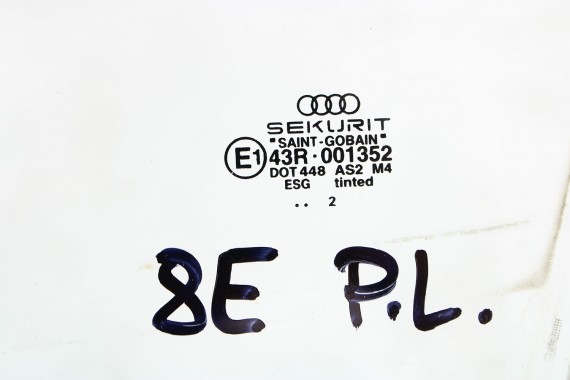 SEKURIT
"SAINT-GOBAIN"
E1 43R · 001352
DOT 448 AS2 M4
ESG tinted
.. 2
8E P.L.